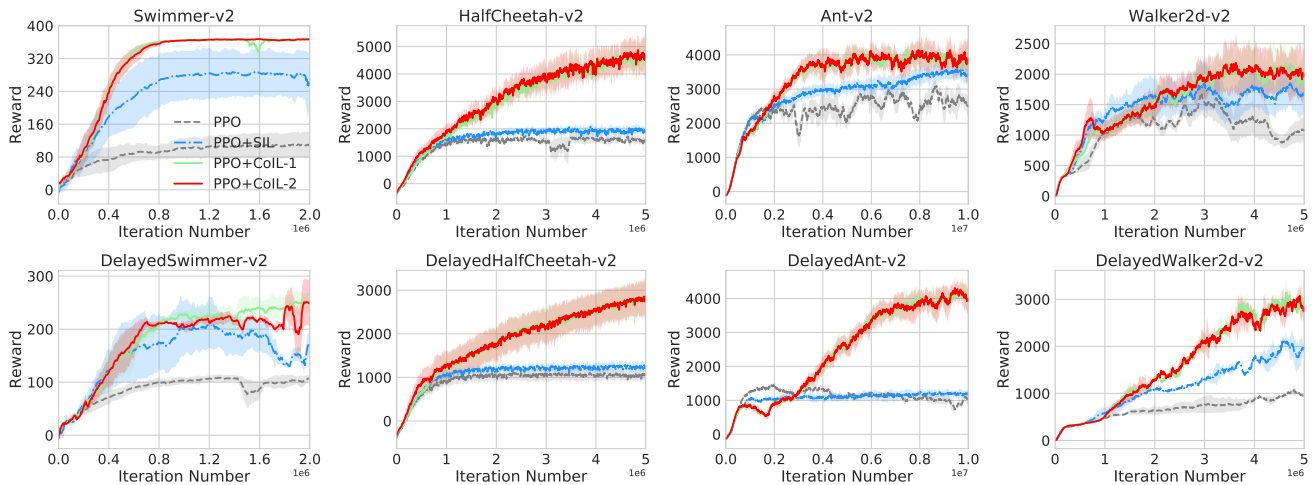 Swimmer-v2
400
320
240
160
80
0
Reward
PPO
PPO+SIL
PPO+CoIL-1
PPO+CoIL-2
0.0 0.4 0.8 1.2 1.6 2.0
1e6
Iteration Number
HalfCheetah-v2
5000
4000
3000
2000
1000
0
Reward
0 1 2 3 4 5
1e6
Iteration Number
Ant-v2
4000
3000
2000
1000
0
Reward
0.0 0.2 0.4 0.6 0.8 1.0
1e7
Iteration Number
Walker2d-v2
2500
2000
1500
1000
500
0
Reward
0 1 2 3 4 5
1e6
Iteration Number
DelayedSwimmer-v2
300
200
100
0
Reward
0.0 0.4 0.8 1.2 1.6 2.0
1e6
Iteration Number
DelayedHalfCheetah-v2
3000
2000
1000
0
Reward
0 1 2 3 4 5
1e6
Iteration Number
DelayedAnt-v2
4000
3000
2000
1000
0
Reward
0.0 0.2 0.4 0.6 0.8 1.0
1e7
Iteration Number
DelayedWalker2d-v2
3000
2000
1000
0
Reward
0 1 2 3 4 5
1e6
Iteration Number